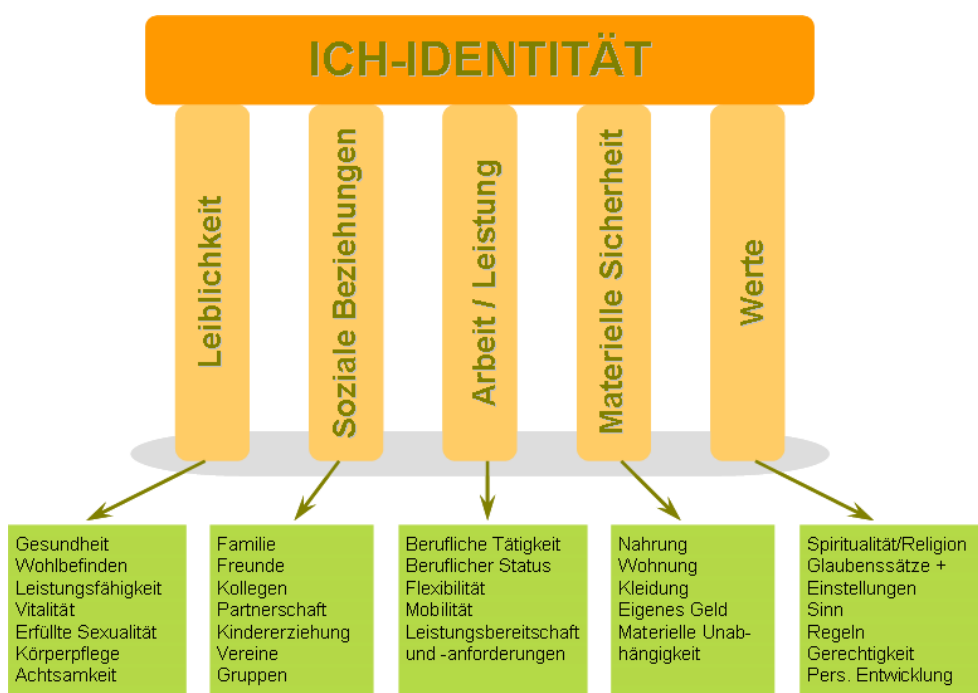 ICH-IDENTITÄT
Leiblichkeit
Soziale Beziehungen
Arbeit / Leistung
Materielle Sicherheit
Werte
Gesundheit
Wohlbefinden
Leistungsfähigkeit
Vitalität
Erfüllte Sexualität
Körperpflege
Achtsamkeit
Familie
Freunde
Kollegen
Partnerschaft
Kindererziehung
Vereine
Gruppen
Berufliche Tätigkeit
Beruflicher Status
Flexibilität
Mobilität
Leistungsbereitschaft
und -anforderungen
Nahrung
Wohnung
Kleidung
Eigenes Geld
Materielle Unab-
hängigkeit
Spiritualität/Religion
Glaubenssätze +
Einstellungen
Sinn
Regeln
Gerechtigkeit
Pers. Entwicklung